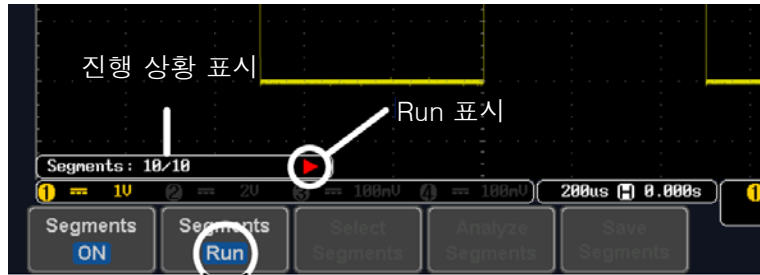 진행 상황 표시
Run 표시
Segments: 10/10
1 1V 2 2V 3 100mV 4 100mV 200us H 0.000s 1
Segments Segments Select Analyze Save
ON Run Segments Segments Segments